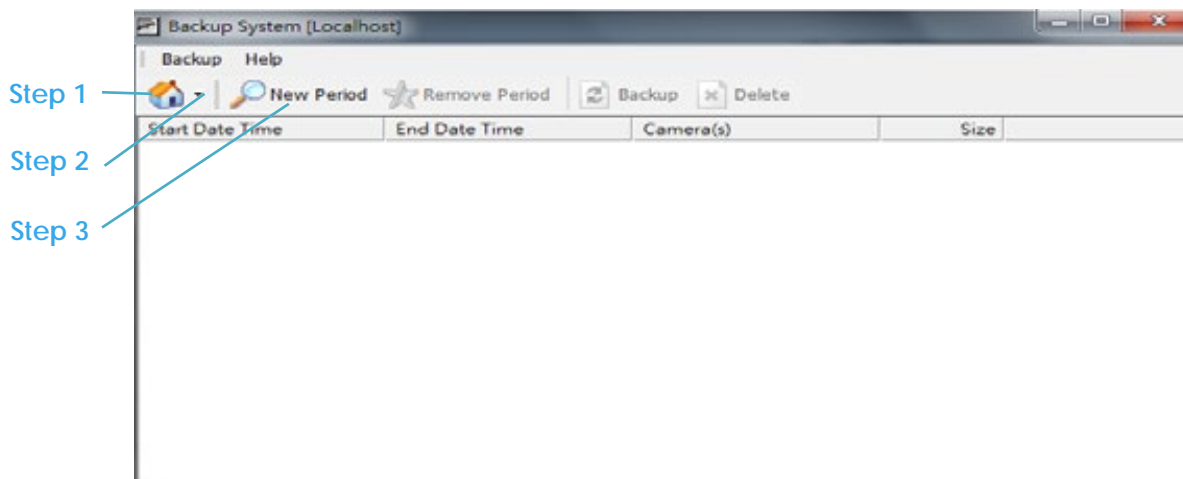 Backup System [Localhost]
Backup Help
Step 1
New Period Remove Period Backup Delete
Start Date Time End Date Time Camera(s) Size
Step 2
Step 3